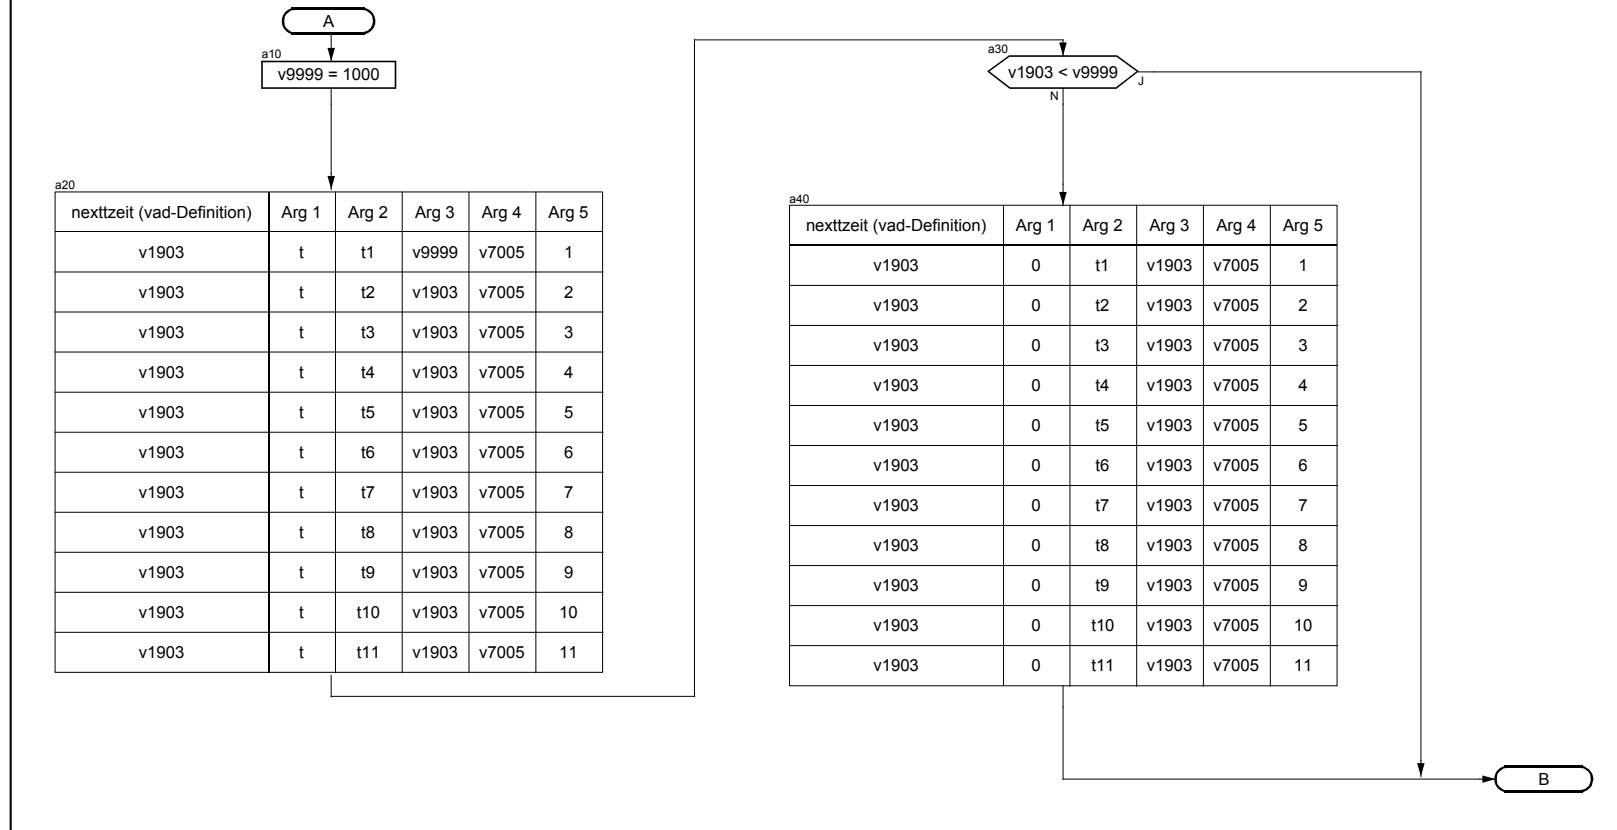 A
a10
v9999 = 1000
a20
nexttzeit (vad-Definition) Arg 1 Arg 2 Arg 3 Arg 4 Arg 5
v1903 t t1 v9999 v7005 1
v1903 t t2 v1903 v7005 2
v1903 t t3 v1903 v7005 3
v1903 t t4 v1903 v7005 4
v1903 t t5 v1903 v7005 5
v1903 t t6 v1903 v7005 6
v1903 t t7 v1903 v7005 7
v1903 t t8 v1903 v7005 8
v1903 t t9 v1903 v7005 9
v1903 t t10 v1903 v7005 10
v1903 t t11 v1903 v7005 11
a30
v1903 < v9999
J
N
a40
nexttzeit (vad-Definition) Arg 1 Arg 2 Arg 3 Arg 4 Arg 5
v1903 0 t1 v1903 v7005 1
v1903 0 t2 v1903 v7005 2
v1903 0 t3 v1903 v7005 3
v1903 0 t4 v1903 v7005 4
v1903 0 t5 v1903 v7005 5
v1903 0 t6 v1903 v7005 6
v1903 0 t7 v1903 v7005 7
v1903 0 t8 v1903 v7005 8
v1903 0 t9 v1903 v7005 9
v1903 0 t10 v1903 v7005 10
v1903 0 t11 v1903 v7005 11
B